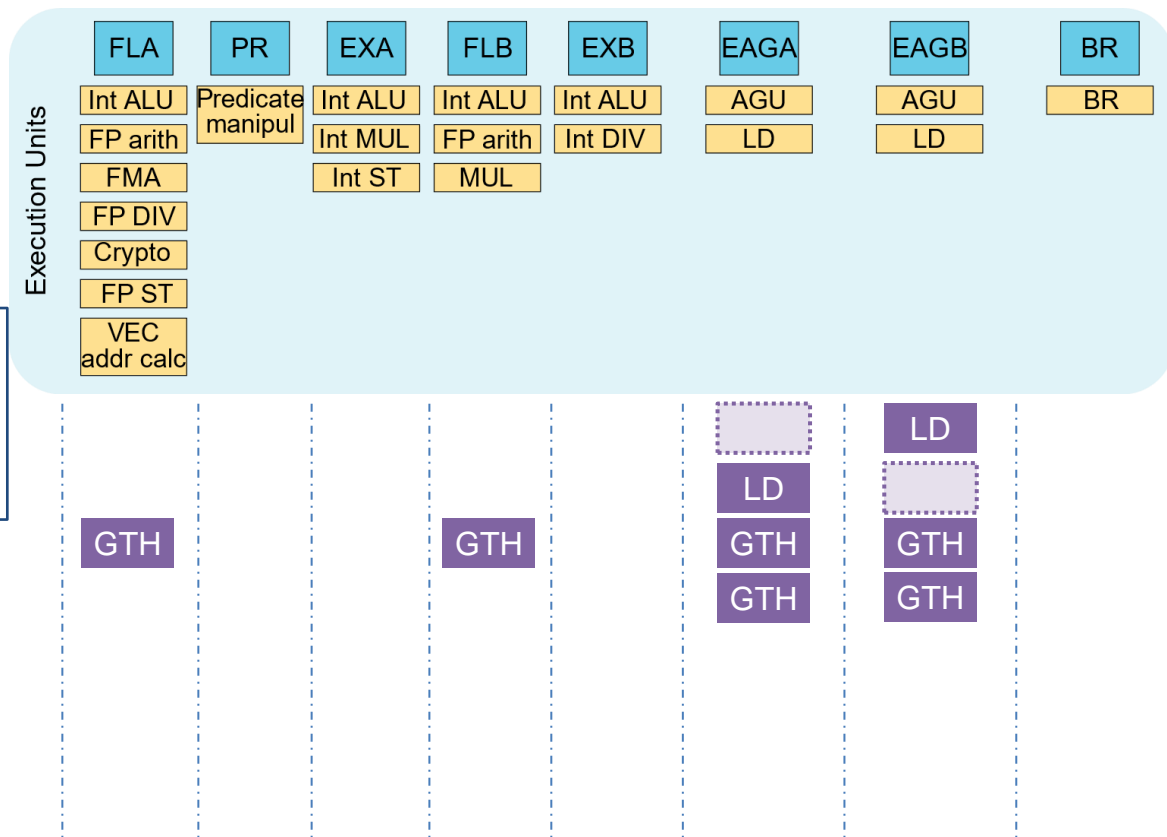 FLA PR EXA FLB EXB EAGA EAGB BR
Execution Units
Int ALU Predicate manipul Int ALU Int ALU Int ALU AGU AGU BR
FP arith Int MUL FP arith Int DIV LD LD
FMA Int ST MUL
FP DIV
Crypto
FP ST
VEC
addr calc
LD
LD
GTH GTH GTH GTH
GTH GTH